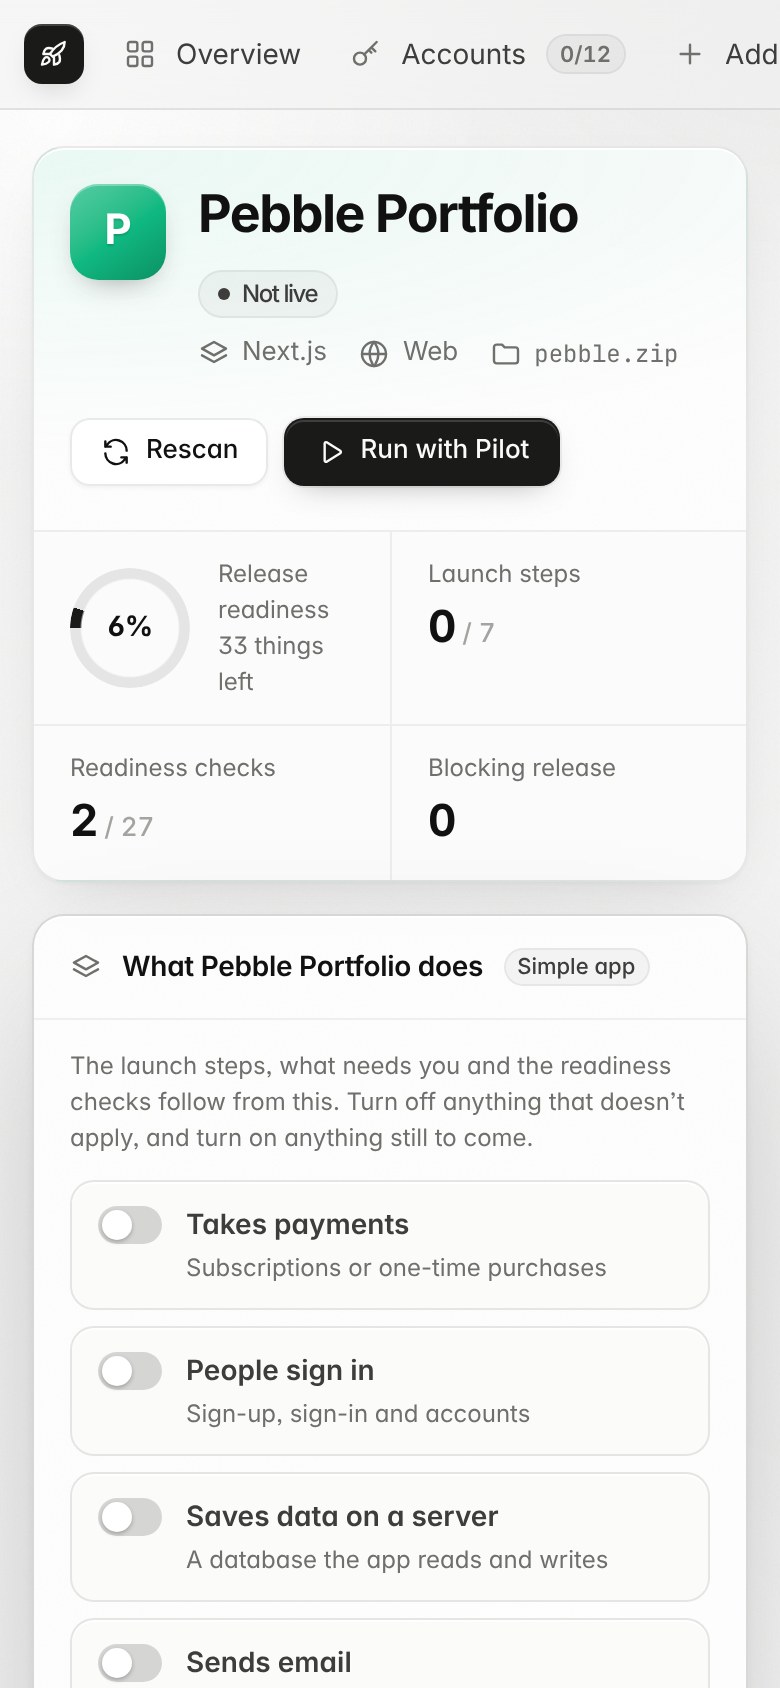 Overview
Accounts
0/12
Add
P
Pebble Portfolio
Not live
Next.js
Web
pebble.zip
Rescan
Run with Pilot
6%
Release
readiness
33 things
left
Launch steps
0 / 7
Readiness checks
2 / 27
Blocking release
0
What Pebble Portfolio does
Simple app
The launch steps, what needs you and the readiness
checks follow from this. Turn off anything that doesn’t
apply, and turn on anything still to come.
Takes payments
Subscriptions or one-time purchases
People sign in
Sign-up, sign-in and accounts
Saves data on a server
A database the app reads and writes
Sends email